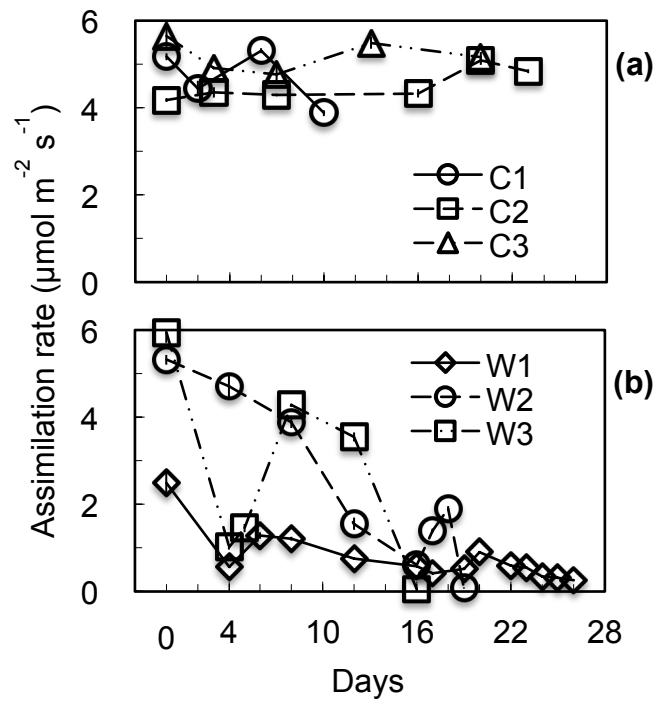 6
(a)
4
C1
2
C2
C3
0
Assimilation rate (μmol m-2 s-1)
6
W1
(b)
W2
4
W3
2
0
0 4 10 16 22 28
Days